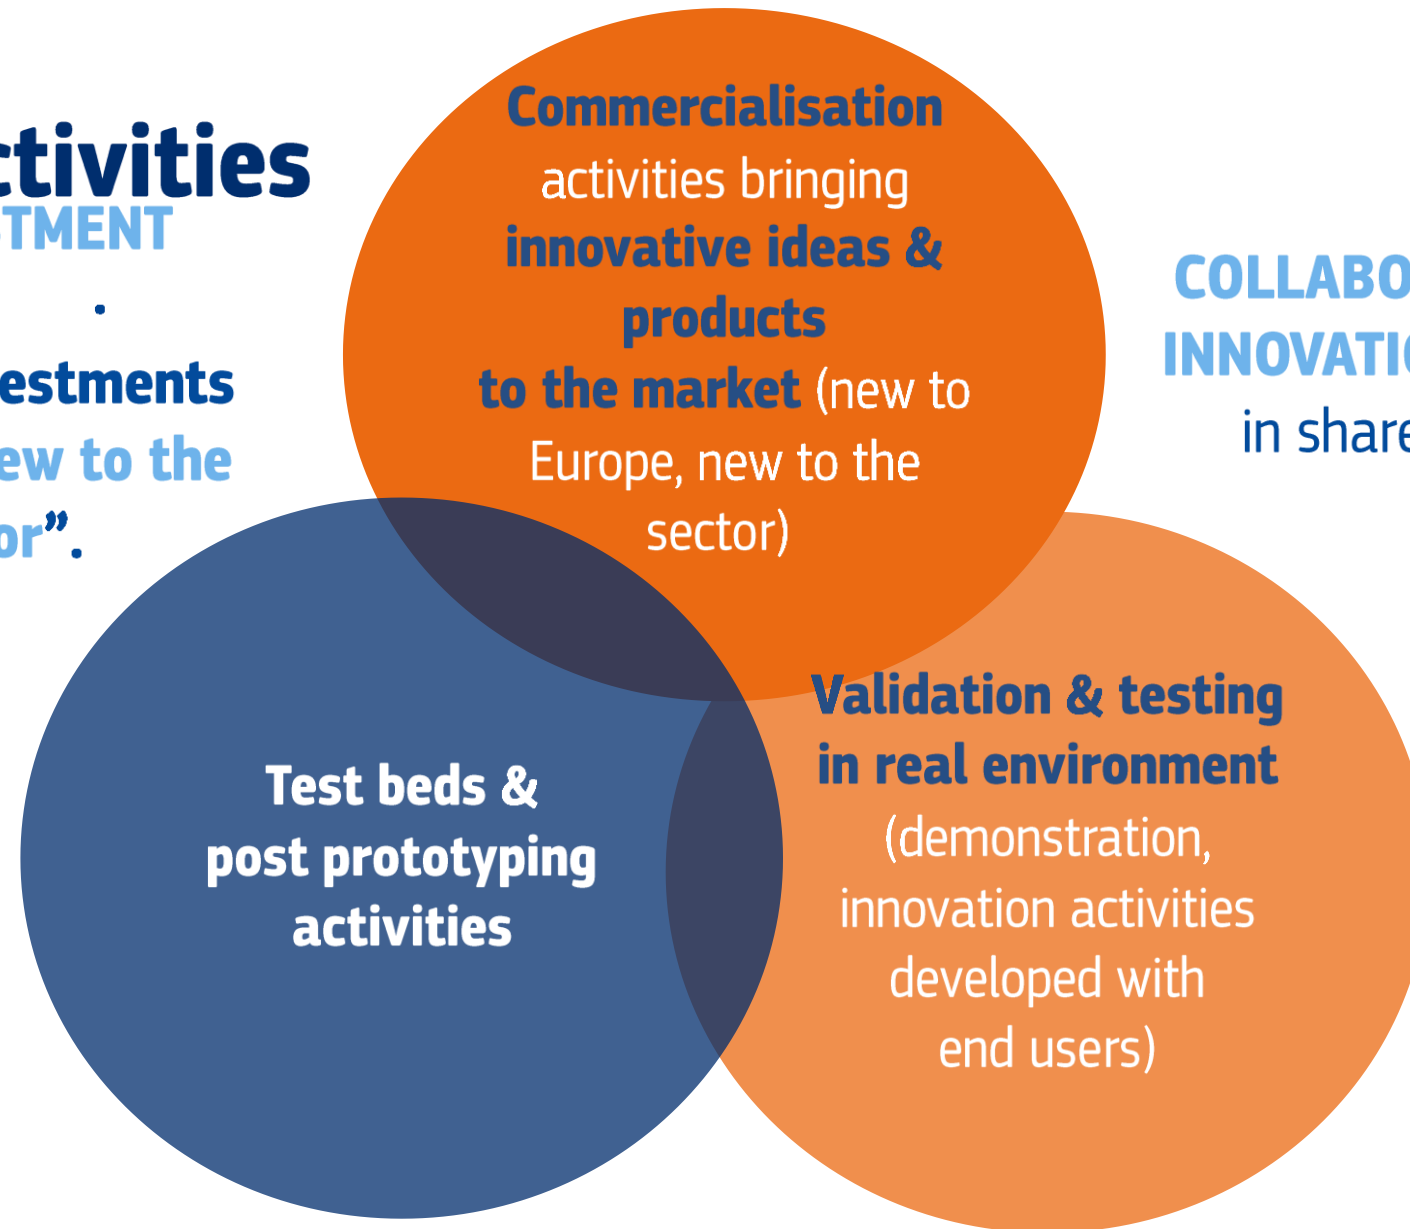 ctivities
STMENT
.
estments
ew to the
or”.
Commercialisation
activities bringing
innovative ideas &
products
to the market (new to
Europe, new to the
sector)
COLLABO
INNOVATI
in share
Test beds &
post prototyping
activities
Validation & testing
in real environment
(demonstration,
innovation activities
developed with
end users)